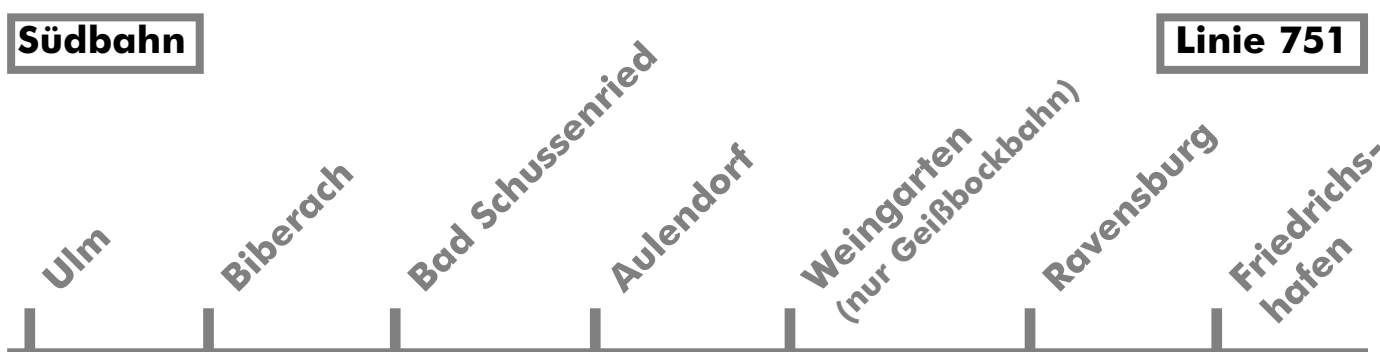 Südbahn
Linie 751
Ulm
Biberach
Bad Schussenried
Aulendorf
Weingarten
(nur Geißbockbahn)
Ravensburg
Friedrichs-
hafen